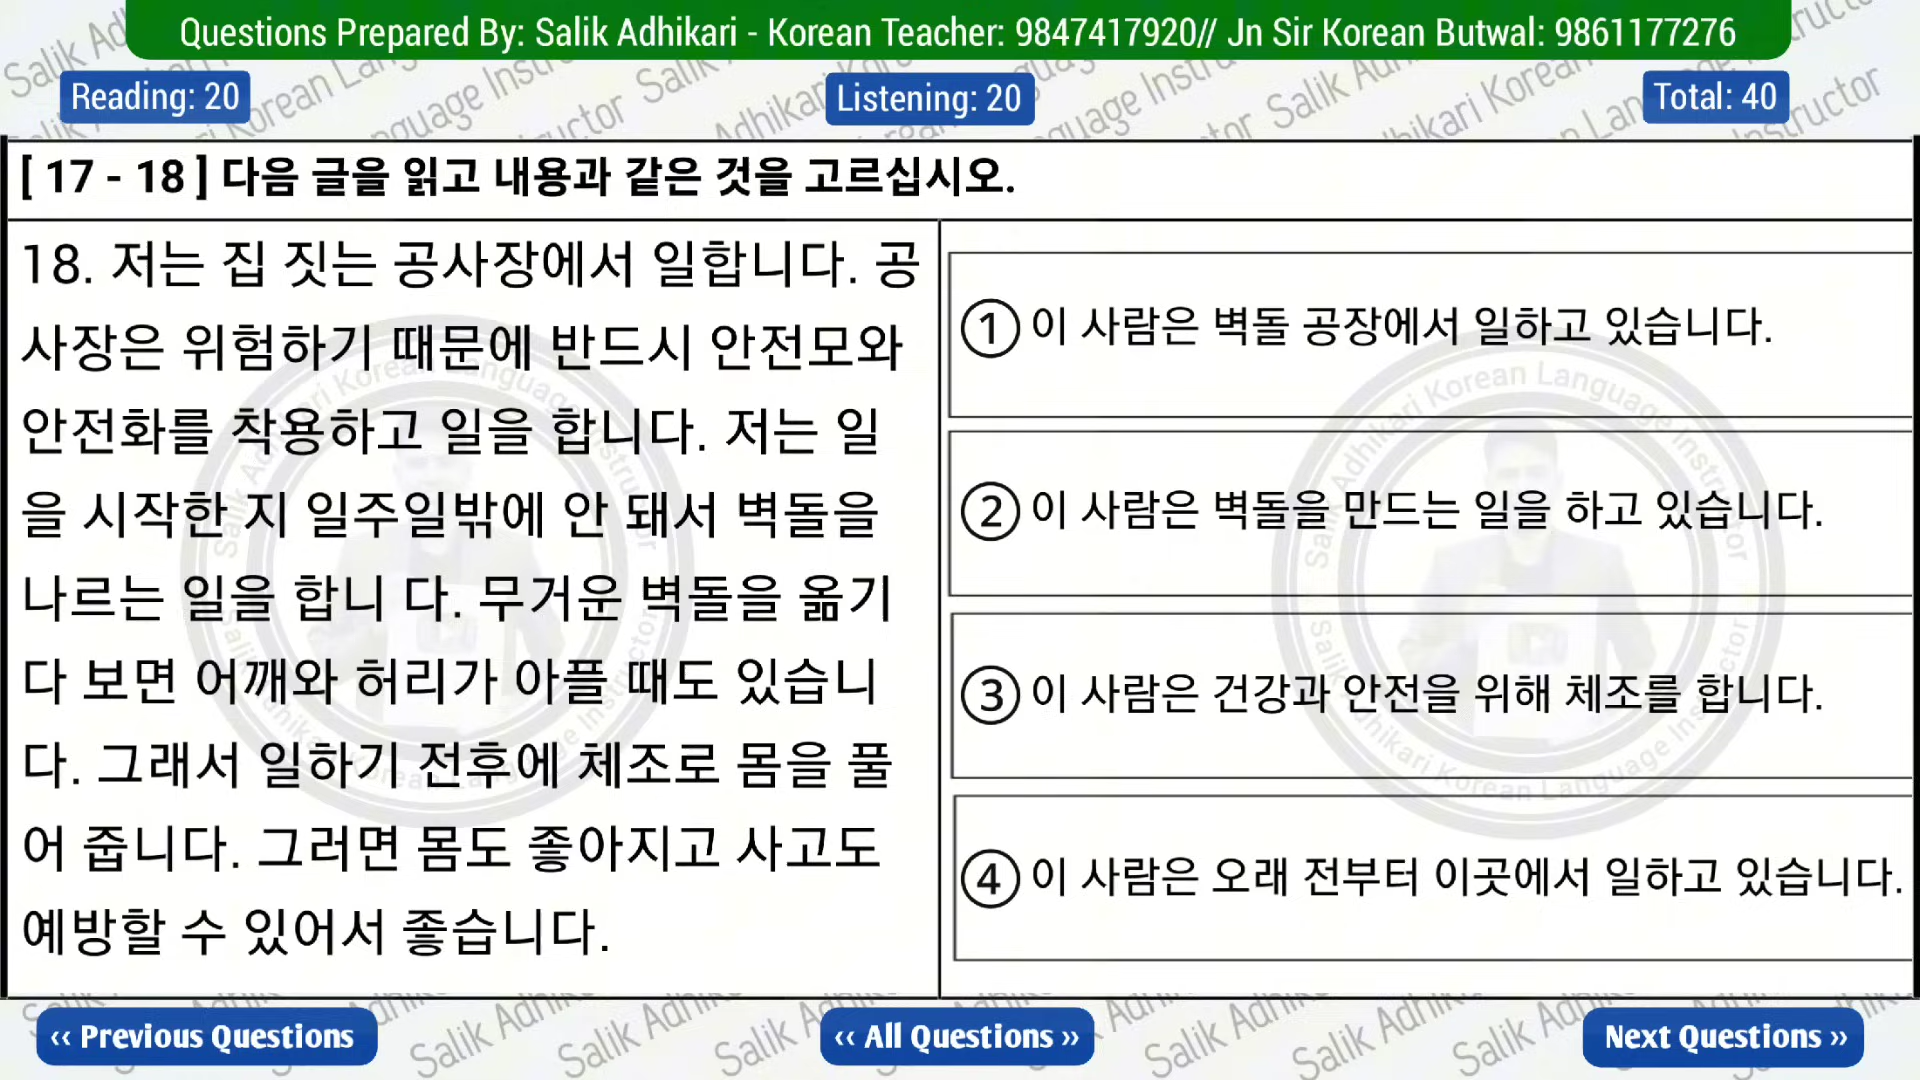 Questions Prepared By: Salik Adhikari - Korean Teacher: 9847417920// Jn Sir Korean Butwal: 9861177276
Reading: 20
Listening: 20
Total: 40
[ 17 - 18 ] 다음 글을 읽고 내용과 같은 것을 고르십시오.
18. 저는 집 짓는 공사장에서 일합니다. 공
사장은 위험하기 때문에 반드시 안전모와
안전화를 착용하고 일을 합니다. 저는 일
을 시작한 지 일주일밖에 안 돼서 벽돌을
나르는 일을 합니 다. 무거운 벽돌을 옮기
다 보면 어깨와 허리가 아플 때도 있습니
다. 그래서 일하기 전후에 체조로 몸을 풀
어 줍니다. 그러면 몸도 좋아지고 사고도
예방할 수 있어서 좋습니다.
① 이 사람은 벽돌 공장에서 일하고 있습니다.
② 이 사람은 벽돌을 만드는 일을 하고 있습니다.
③ 이 사람은 건강과 안전을 위해 체조를 합니다.
④ 이 사람은 오래 전부터 이곳에서 일하고 있습니다.
‹‹ Previous Questions
‹‹ All Questions ››
Next Questions ››